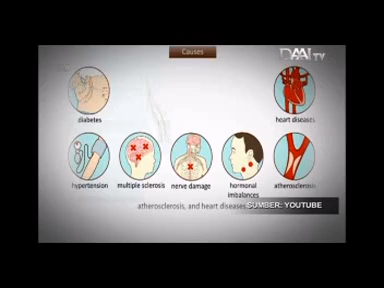 Causes
DAAI TV
diabetes
heart diseases
hypertension
multiple sclerosis
nerve damage
hormonal
imbalances
atherosclerosis
atherosclerosis, and heart diseases
SUMBER: YOUTUBE